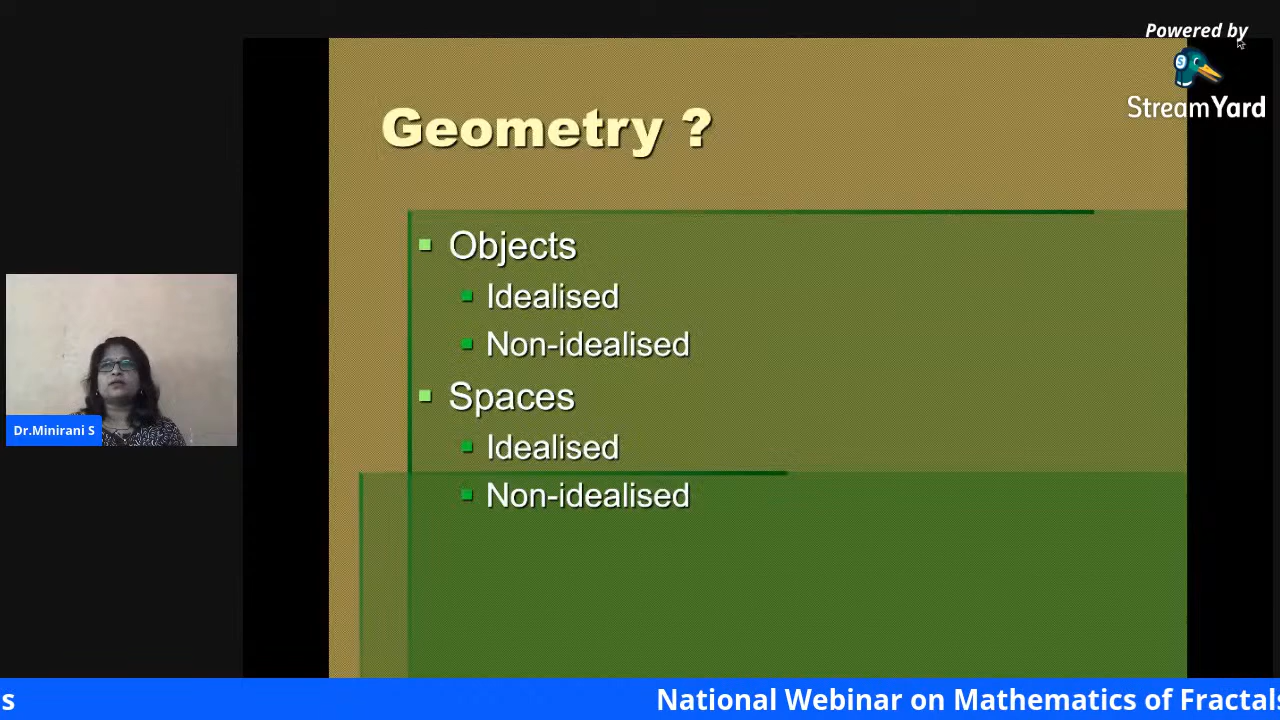 Powered by
StreamYard
Geometry ?
Objects
Idealised
Non-idealised
Spaces
Idealised
Non-idealised
Dr.Minirani S
s
National Webinar on Mathematics of Fractals